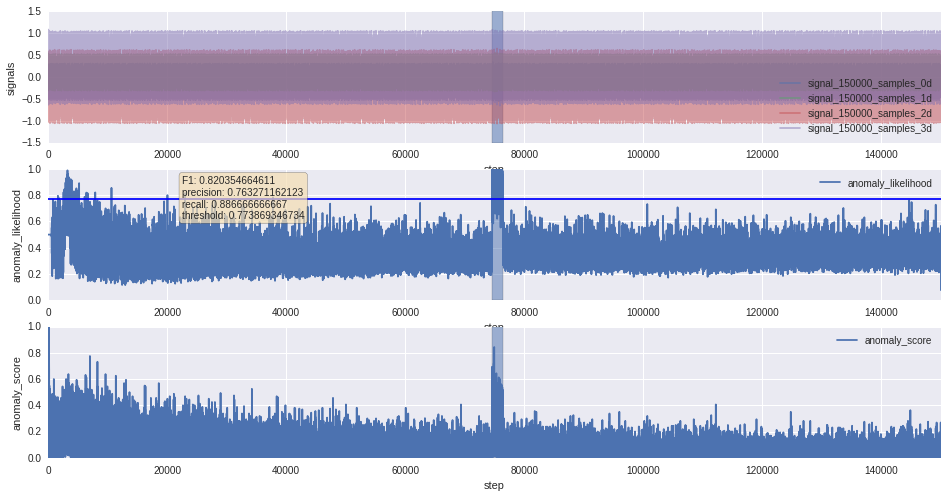 1.5
1.0
0.5
0.0
−0.5
−1.0
−1.5
signals
signal_150000_samples_0d
signal_150000_samples_1d
signal_150000_samples_2d
signal_150000_samples_3d
0 20000 40000 60000 80000 100000 120000 140000
step
1.0
0.8
0.6
0.4
0.2
0.0
anomaly_likelihood
F1: 0.820354664611
precision: 0.763271162123
recall: 0.886666666667
threshold: 0.773869346734
anomaly_likelihood
0 20000 40000 60000 80000 100000 120000 140000
step
1.0
0.8
0.6
0.4
0.2
0.0
anomaly_score
anomaly_score
0 20000 40000 60000 80000 100000 120000 140000
step